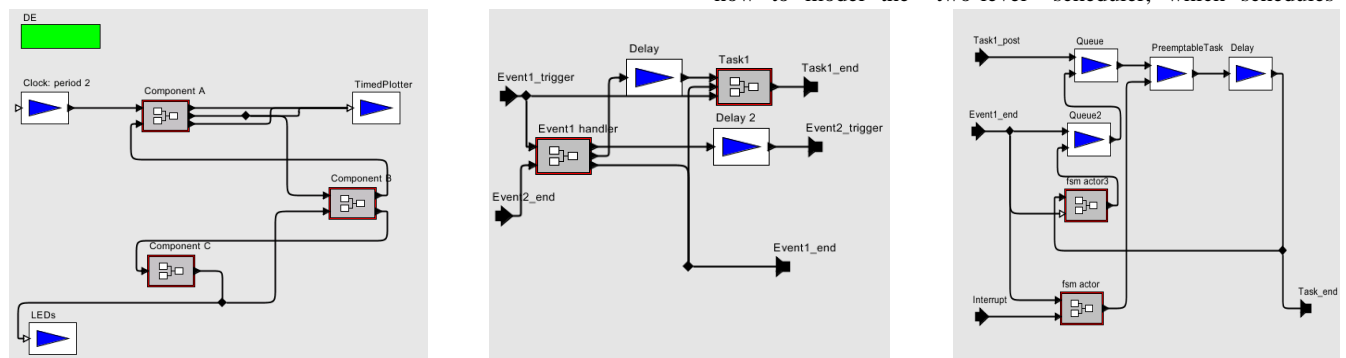 how to model the two-level scheduler, which schedules
DE
Clock: period 2
Component A
TimedPlotter
Component B
Component C
LEDs
Delay
Task1
Event1_trigger
Task1_end
Event1 handler
Delay 2
Event2_trigger
Event2_end
Event1_end
Task1_post
Queue
PreemptableTask
Delay
Event1_end
Queue2
fsm actor3
Interrupt
fsm actor
Task_end